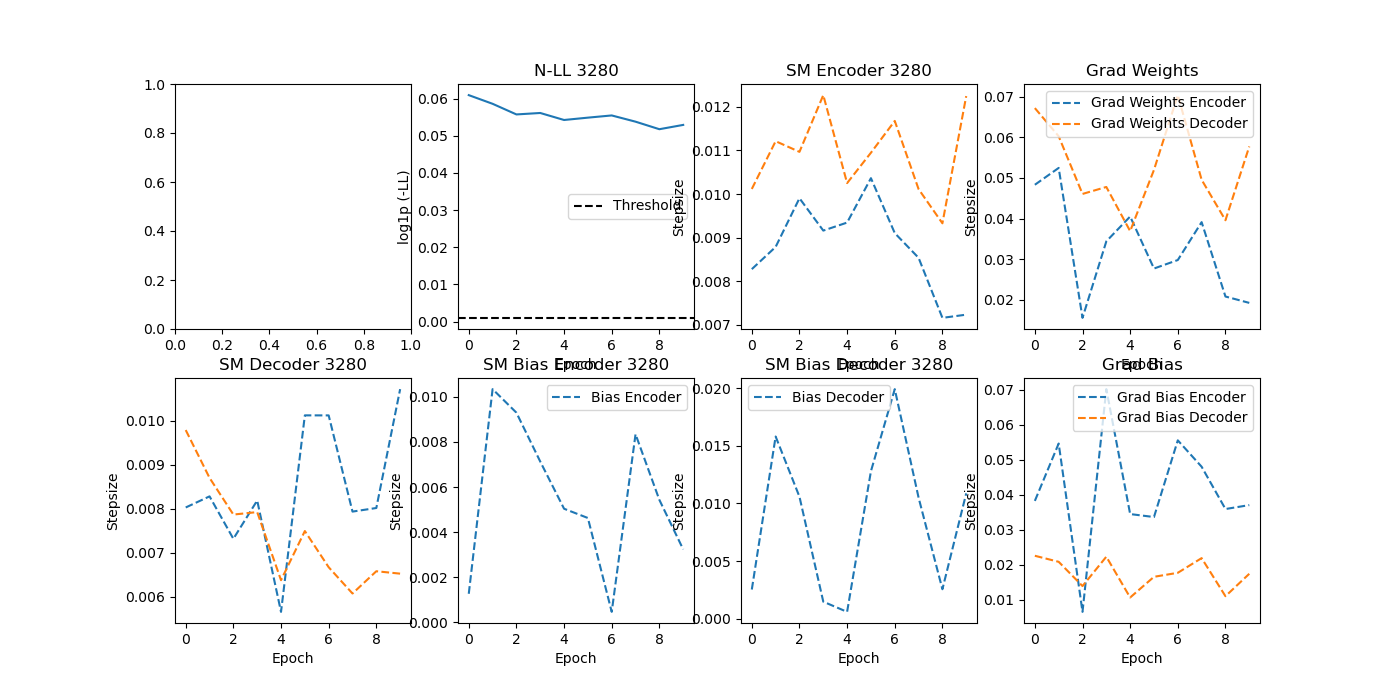 N-LL 3280
SM Encoder 3280
Grad Weights
1.0
0.8
0.6
0.4
0.2
0.0
0.0 0.2 0.4 0.6 0.8 1.0
log1p (-LL)
0.06
0.05
0.04
0.03
0.02
0.01
0.00
Threshold
0 2 4 6 8
Epoch
Stepsize
0.012
0.011
0.010
0.009
0.008
0.007
0 2 4 6 8
Epoch
Stepsize
0.07
0.06
0.05
0.04
0.03
0.02
Grad Weights Encoder
Grad Weights Decoder
0 2 4 6 8
Epoch
SM Decoder 3280
SM Bias Encoder 3280
SM Bias Decoder 3280
Grad Bias
Stepsize
0.010
0.009
0.008
0.007
0.006
0 2 4 6 8
Epoch
Stepsize
0.010
0.008
0.006
0.004
0.002
0.000
Bias Encoder
0 2 4 6 8
Epoch
Stepsize
0.020
0.015
0.010
0.005
0.000
Bias Decoder
0 2 4 6 8
Epoch
Stepsize
0.07
0.06
0.05
0.04
0.03
0.02
0.01
Grad Bias Encoder
Grad Bias Decoder
0 2 4 6 8
Epoch